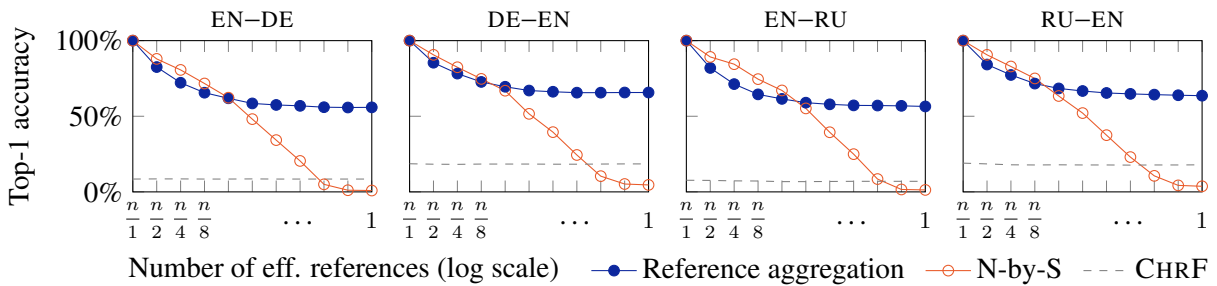 EN–DE DE–EN EN–RU RU–EN
Top-1 accuracy
100%
50%
0%
n/1 n/2 n/4 n/8 ... 1 n/1 n/2 n/4 n/8 ... 1 n/1 n/2 n/4 n/8 ... 1 n/1 n/2 n/4 n/8 ... 1
Number of eff. references (log scale) Reference aggregation N-by-S CHRF